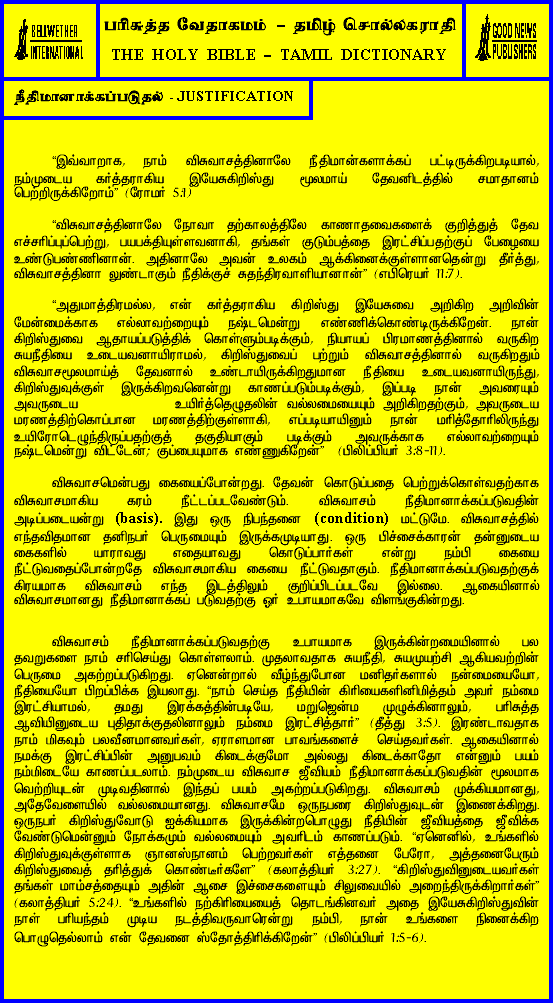 BELLWETHER
INTERNATIONAL
பரிசுத்த வேதாகமம் – தமிழ் சொல்லகராதி
THE HOLY BIBLE – TAMIL DICTIONARY
GOOD NEWS
PUBLISHERS
நீதிமானாக்கப்படுதல் - JUSTIFICATION
“இவ்வாறாக, நாம் விசுவாசத்தினாலே நீதிமான்களாக்கப் பட்டிருக்கிறபடியால்,
நம்முடைய கர்த்தராகிய இயேசுகிறிஸ்து மூலமாய் தேவனிடத்தில் சமாதானம்
பெற்றிருக்கிறோம்” (ரோமர் 5:1)
“விசுவாசத்தினாலே நோவா தற்காலத்திலே காணாதவைகளைக் குறித்துத் தேவ
எச்சரிப்புப்பெற்று, பயபக்தியுள்ளவனாகி, தங்கள் குடும்பத்தை இரட்சிப்பதற்குப் பேழையை
உண்டுபண்ணினான். அதினாலே அவன் உலகம் ஆக்கினைக்குள்ளானதென்று தீர்த்து,
விசுவாசத்தினா லுண்டாகும் நீதிக்குச் சுதந்திரவாளியானான்” (எபிரெயர் 11:7).
“அதுமாத்திரமல்ல, என் கர்த்தராகிய கிறிஸ்து இயேசுவை அறிகிற அறிவின்
மேன்மைக்காக எல்லாவற்றையும் நஷ்டமென்று எண்ணிக்கொண்டிருக்கிறேன். நான்
கிறிஸ்துவை ஆதாயப்படுத்திக் கொள்ளும்படிக்கும், நியாயப் பிரமாணத்தினால் வருகிற
சுயநீதியை உடையவனாயிராமல், கிறிஸ்துவைப் பற்றும் விசுவாசத்தினால் வருகிறதும்
விசுவாசமூலமாய்த் தேவனால் உண்டாயிருக்கிறதுமான நீதியை உடையவனாயிருந்து,
கிறிஸ்துவுக்குள் இருக்கிறவனென்று காணப்படும்படிக்கும், இப்படி நான் அவரையும்
அவருடைய உயிர்த்தெழுதலின் வல்லமையையும் அறிகிறதற்கும், அவருடைய
மரணத்திற்கொப்பான மரணத்திற்குள்ளாகி, எப்படியாயினும் நான் மரித்தோரிலிருந்து
உயிரோடெழுந்திருப்பதற்குத் தகுதியாகும் படிக்கும் அவருக்காக எல்லாவற்றையும்
நஷ்டமென்று விட்டேன்; குப்பையுமாக எண்ணுகிறேன்” (பிலிப்பியர் 3:8-11).
விசுவாசமென்பது கையைப்போன்றது. தேவன் கொடுப்பதை பெற்றுக்கொள்வதற்காக
விசுவாசமாகிய கரம் நீட்டப்படவேண்டும். விசுவாசம் நீதிமானாக்கப்படுவதின்
அடிப்படையன்று (basis). இது ஒரு நிபந்தனை (condition) மட்டுமே. விசுவாசத்தில்
எந்தவிதமான தனிநபர் பெருமையும் இருக்கமுடியாது. ஒரு பிச்சைக்காரன் தன்னுடைய
கைகளில் யாராவது எதையாவது கொடுப்பார்கள் என்று நம்பி கையை
நீட்டுவதைப்போன்றதே விசுவாசமாகிய கையை நீட்டுவதாகும். நீதிமானாக்கப்படுவதற்குக்
கிரயமாக விசுவாசம் எந்த இடத்திலும் குறிப்பிடப்படவே இல்லை. ஆகையினால்
விசுவாசமானது நீதிமானாக்கப் படுவதற்கு ஓர் உபாயமாகவே விளங்குகின்றது.
விசுவாசம் நீதிமானாக்கப்படுவதற்கு உபாயமாக இருக்கின்றமையினால் பல
தவறுகளை நாம் சரிசெய்து கொள்ளலாம். முதலாவதாக சுயநீதி, சுயமுயற்சி ஆகியவற்றின்
பெருமை அகற்றப்படுகிறது. ஏனென்றால் வீழ்ந்துபோன மனிதர்களால் நன்மையையோ,
நீதியையோ பிறப்பிக்க இயலாது. “நாம் செய்த நீதியின் கிரியைகளினிமித்தம் அவர் நம்மை
இரட்சியாமல், தமது இரக்கத்தின்படியே, மறுஜென்ம முழுக்கினாலும், பரிசுத்த
ஆவியினுடைய புதிதாக்குதலினாலும் நம்மை இரட்சித்தார்” (தீத்து 3:5). இரண்டாவதாக
நாம் மிகவும் பலவீனமானவர்கள், ஏராளமான பாவங்களைச் செய்தவர்கள். ஆகையினால்
நமக்கு இரட்சிப்பின் அனுபவம் கிடைக்குமோ அல்லது கிடைக்காதோ என்னும் பயம்
நம்மிடையே காணப்படலாம். நம்முடைய விசுவாச ஜீவியம் நீதிமானாக்கப்படுவதின் மூலமாக
வெற்றியுடன் முடிவதினால் இந்தப் பயம் அகற்றப்படுகிறது. விசுவாசம் முக்கியமானது,
அதேவேளையில் வல்லமையானது. விசுவாசமே ஒருநபரை கிறிஸ்துவுடன் இணைக்கிறது.
ஒருநபர் கிறிஸ்துவோடு ஐக்கியமாக இருக்கின்றபொழுது நீதியின் ஜீவியத்தை ஜீவிக்க
வேண்டுமென்னும் நோக்கமும் வல்லமையும் அவரிடம் காணப்படும். “ஏனெனில், உங்களில்
கிறிஸ்துவுக்குள்ளாக ஞானஸ்நானம் பெற்றவர்கள் எத்தனை பேரோ, அத்தனைபேரும்
கிறிஸ்துவைத் தரித்துக் கொண்டீர்களே” (கலாத்தியர் 3:27). “கிறிஸ்துவினுடையவர்கள்
தங்கள் மாம்சத்தையும் அதின் ஆசை இச்சைகளையும் சிலுவையில் அறைந்திருக்கிறார்கள்”
(கலாத்தியர் 5:24). “உங்களில் நற்கிரியையைத் தொடங்கினவர் அதை இயேசுகிறிஸ்துவின்
நாள் பரியந்தம் முடிய நடத்திவருவாரென்று நம்பி, நான் உங்களை நினைக்கிற
பொழுதெல்லாம் என் தேவனை ஸ்தோத்திரிக்கிறேன்” (பிலிப்பியர் 1:5-6).